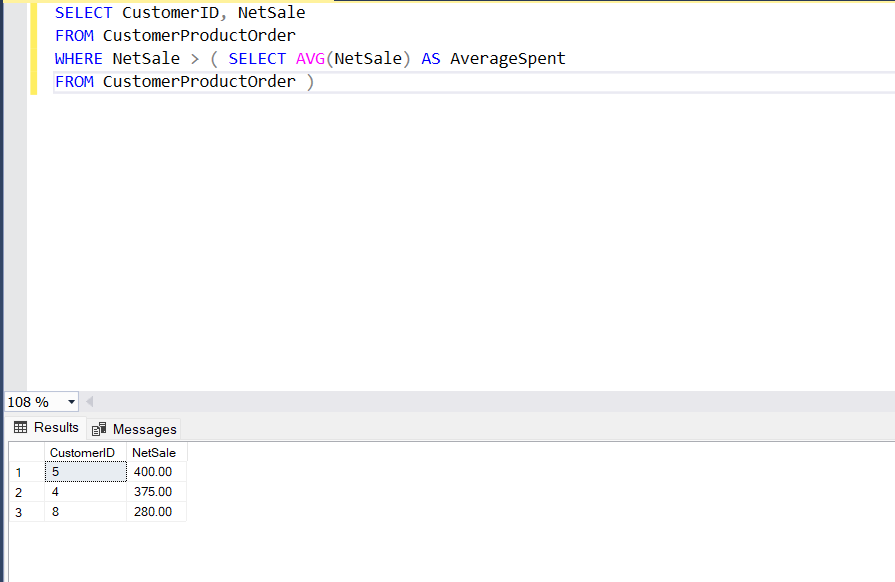 SELECT CustomerID, NetSale
FROM CustomerProductOrder
WHERE NetSale > ( SELECT AVG(NetSale) AS AverageSpent
FROM CustomerProductOrder )
108 %
Results Messages
CustomerID NetSale
1 5 400.00
2 4 375.00
3 8 280.00